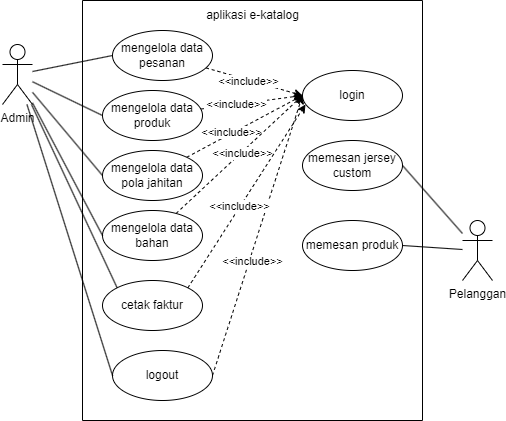 aplikasi e-katalog
mengelola data
pesanan
<<include>>
login
Admin
mengelola data
produk
<<include>>
<<include>>
mengelola data
pola jahitan
<<include>>
memesan jersey
custom
mengelola data
bahan
<<include>>
memesan produk
<<include>>
Pelanggan
cetak faktur
logout